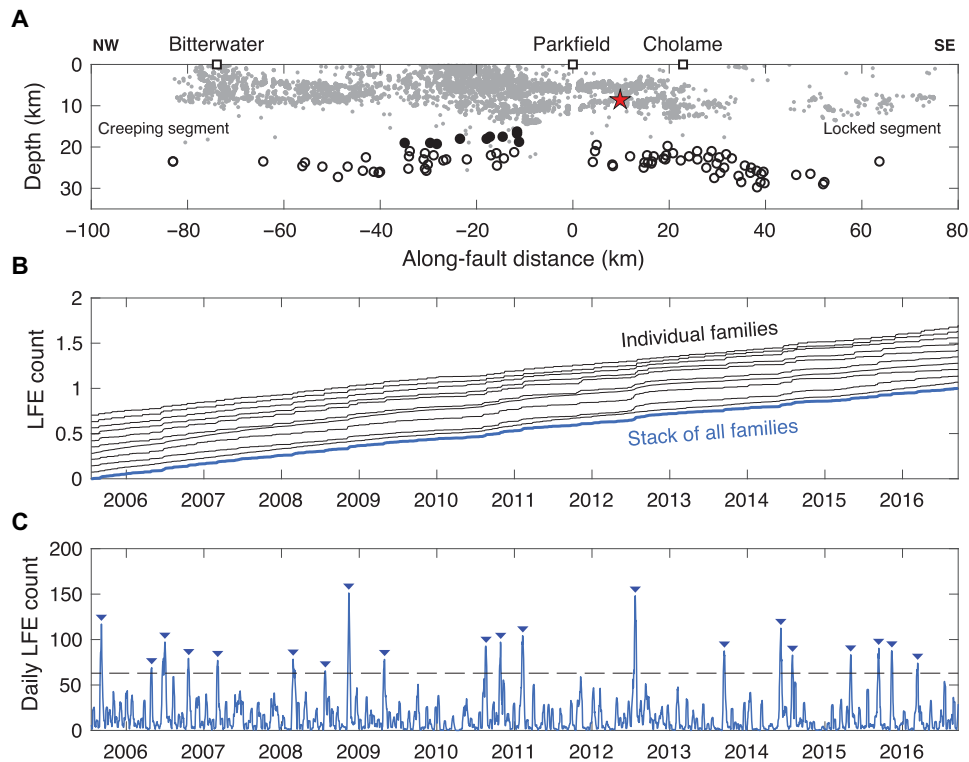 A
NW Bitterwater Parkfield Cholame SE
0
10
20
30
Depth (km)
Creeping segment Locked segment
−100 −80 −60 −40 −20 0 20 40 60 80
Along-fault distance (km)
B
2
1.5
1
0.5
0
LFE count
Individual families
Stack of all families
2006 2007 2008 2009 2010 2011 2012 2013 2014 2015 2016
C
200
150
100
50
0
Daily LFE count
2006 2007 2008 2009 2010 2011 2012 2013 2014 2015 2016